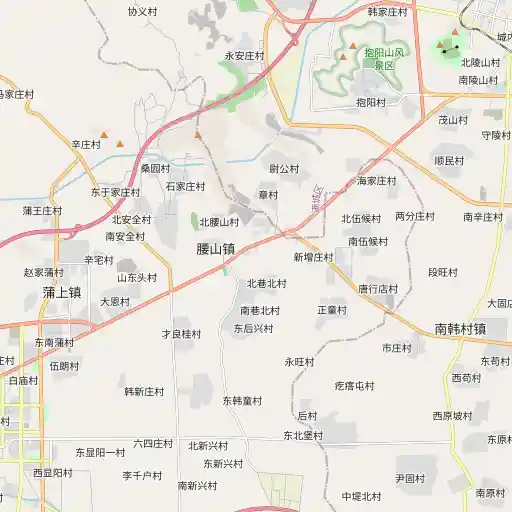 协义村
韩家庄村
城内
永安庄村
抱阳山风
景区
北陵山村
南陵山村
马家庄村
抱阳村
茂山村
守陵村
辛庄村
顺民村
桑园村
尉公村
石家庄村
海家庄村
东于家庄村
章村
满城区
蒲王庄村
北安全村
北腰山村
北伍候村
两分庄村
南辛庄村
南安全村
腰山镇
南伍候村
辛宅村
新增庄村
赵家蒲村
山东头村
段旺村
蒲上镇
北巷北村
唐行店村
大恩村
大固店
南巷北村
正童村
南韩村镇
才良桂村
东后兴村
东南蒲村
市庄村
庄村
伍朗村
永旺村
东苟村
白庙村
疙瘩屯村
西苟村
韩新庄村
东韩童村
后村
西原坡村
村
东北堡村
东原村
六四庄村
北新兴村
东显阳一村
东新兴村
西显阳村
李千户村
尹固村
南新兴村
南原村
中堤北村